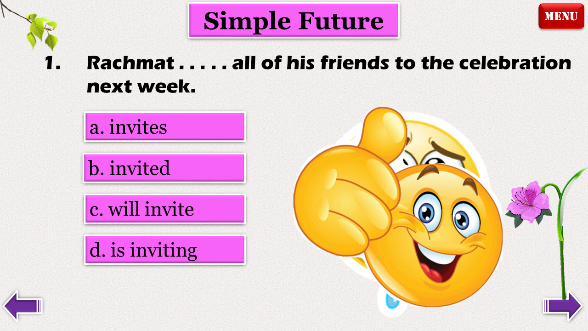 Simple Future
MENU
1. Rachmat . . . . . all of his friends to the celebration
next week.
a. invites
b. invited
c. will invite
d. is inviting